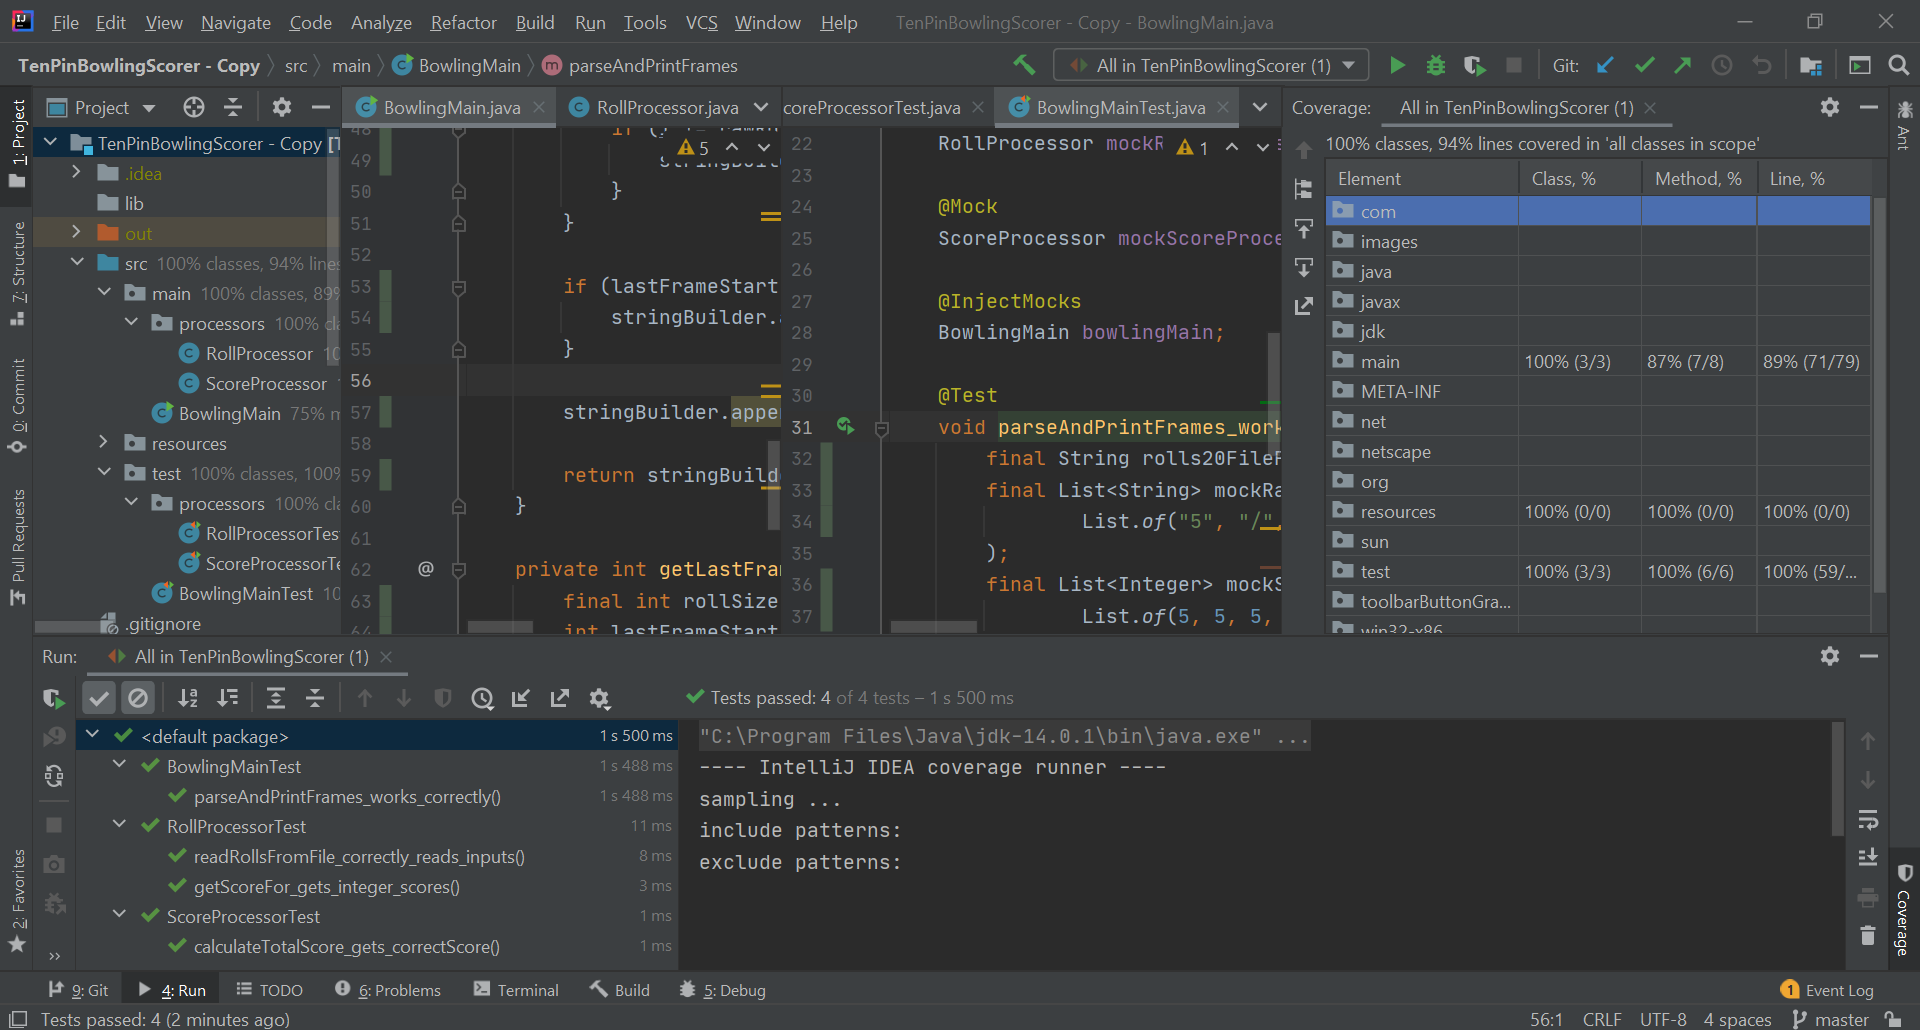 File Edit View Navigate Code Analyze Refactor Build Run Tools VCS Window Help TenPinBowlingScorer - Copy - BowlingMain.java
TenPinBowlingScorer - Copy src main BowlingMain parseAndPrintFrames All in TenPinBowlingScorer (1) Git:
1: Project
7: Structure
0: Commit
Pull Requests
2: Favorites
Project
TenPinBowlingScorer - Copy
.idea
lib
out
src 100% classes, 94% lines
main 100% classes, 89%
processors 100% cl
RollProcessor 10
ScoreProcessor
BowlingMain 75% m
resources
test 100% classes, 100%
processors 100% cl
RollProcessorTes
ScoreProcessorTe
BowlingMainTest 10
.gitignore
BowlingMain.java RollProcessor.java
5
48
49
50 }
51 }
52
53 if (lastFrameStart
54 stringBuilder.
55 }
56
57 stringBuilder.appe
58
59 return stringBuild
60 }
61
62 @ private int getLastFra
63 final int rollSize
64 int lastFrameStart
coreProcessorTest.java BowlingMainTest.java
1
22 RollProcessor mockR
23
24 @Mock
25 ScoreProcessor mockScoreProce
26
27 @InjectMocks
28 BowlingMain bowlingMain;
29
30 @Test
31 void parseAndPrintFrames_work
32 final String rolls20FileP
33 final List<String> mockRa
34 List.of("5", "/",
35 );
36 final List<Integer> mockS
37 List.of(5, 5, 5,
Coverage: All in TenPinBowlingScorer (1)
100% classes, 94% lines covered in 'all classes in scope'
Element Class, % Method, % Line, %
com
images
java
javax
jdk
main 100% (3/3) 87% (7/8) 89% (71/79)
META-INF
net
netscape
org
resources 100% (0/0) 100% (0/0) 100% (0/0)
sun
test 100% (3/3) 100% (6/6) 100% (59/...
toolbarButtonGra...
win32-x86
Ant
Coverage
Run: All in TenPinBowlingScorer (1)
Tests passed: 4 of 4 tests – 1 s 500 ms
<default package> 1 s 500 ms
BowlingMainTest 1 s 488 ms
parseAndPrintFrames_works_correctly() 1 s 488 ms
RollProcessorTest 11 ms
readRollsFromFile_correctly_reads_inputs() 8 ms
getScoreFor_gets_integer_scores() 3 ms
ScoreProcessorTest 1 ms
calculateTotalScore_gets_correctScore() 1 ms
"C:\Program Files\Java\jdk-14.0.1\bin\java.exe" ...
---- IntelliJ IDEA coverage runner ----
sampling ...
include patterns:
exclude patterns:
9: Git 4: Run TODO 6: Problems Terminal Build 5: Debug 1 Event Log
Tests passed: 4 (2 minutes ago) 56:1 CRLF UTF-8 4 spaces master